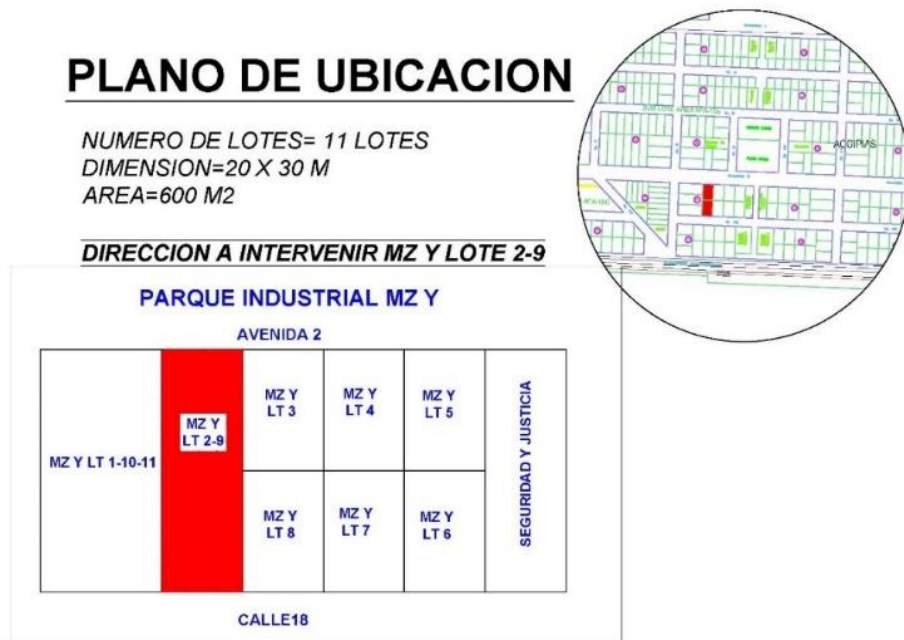 PLANO DE UBICACION
NUMERO DE LOTES= 11 LOTES
DIMENSION=20 X 30 M
AREA=600 M2
DIRECCION A INTERVENIR MZ Y LOTE 2-9
PARQUE INDUSTRIAL MZ Y
AVENIDA 2
MZ Y LT 1-10-11
MZ Y
LT 2-9
MZ Y
LT 3
MZ Y
LT 4
MZ Y
LT 5
MZ Y
LT 8
MZ Y
LT 7
MZ Y
LT 6
SEGURIDAD Y JUSTICIA
CALLE18